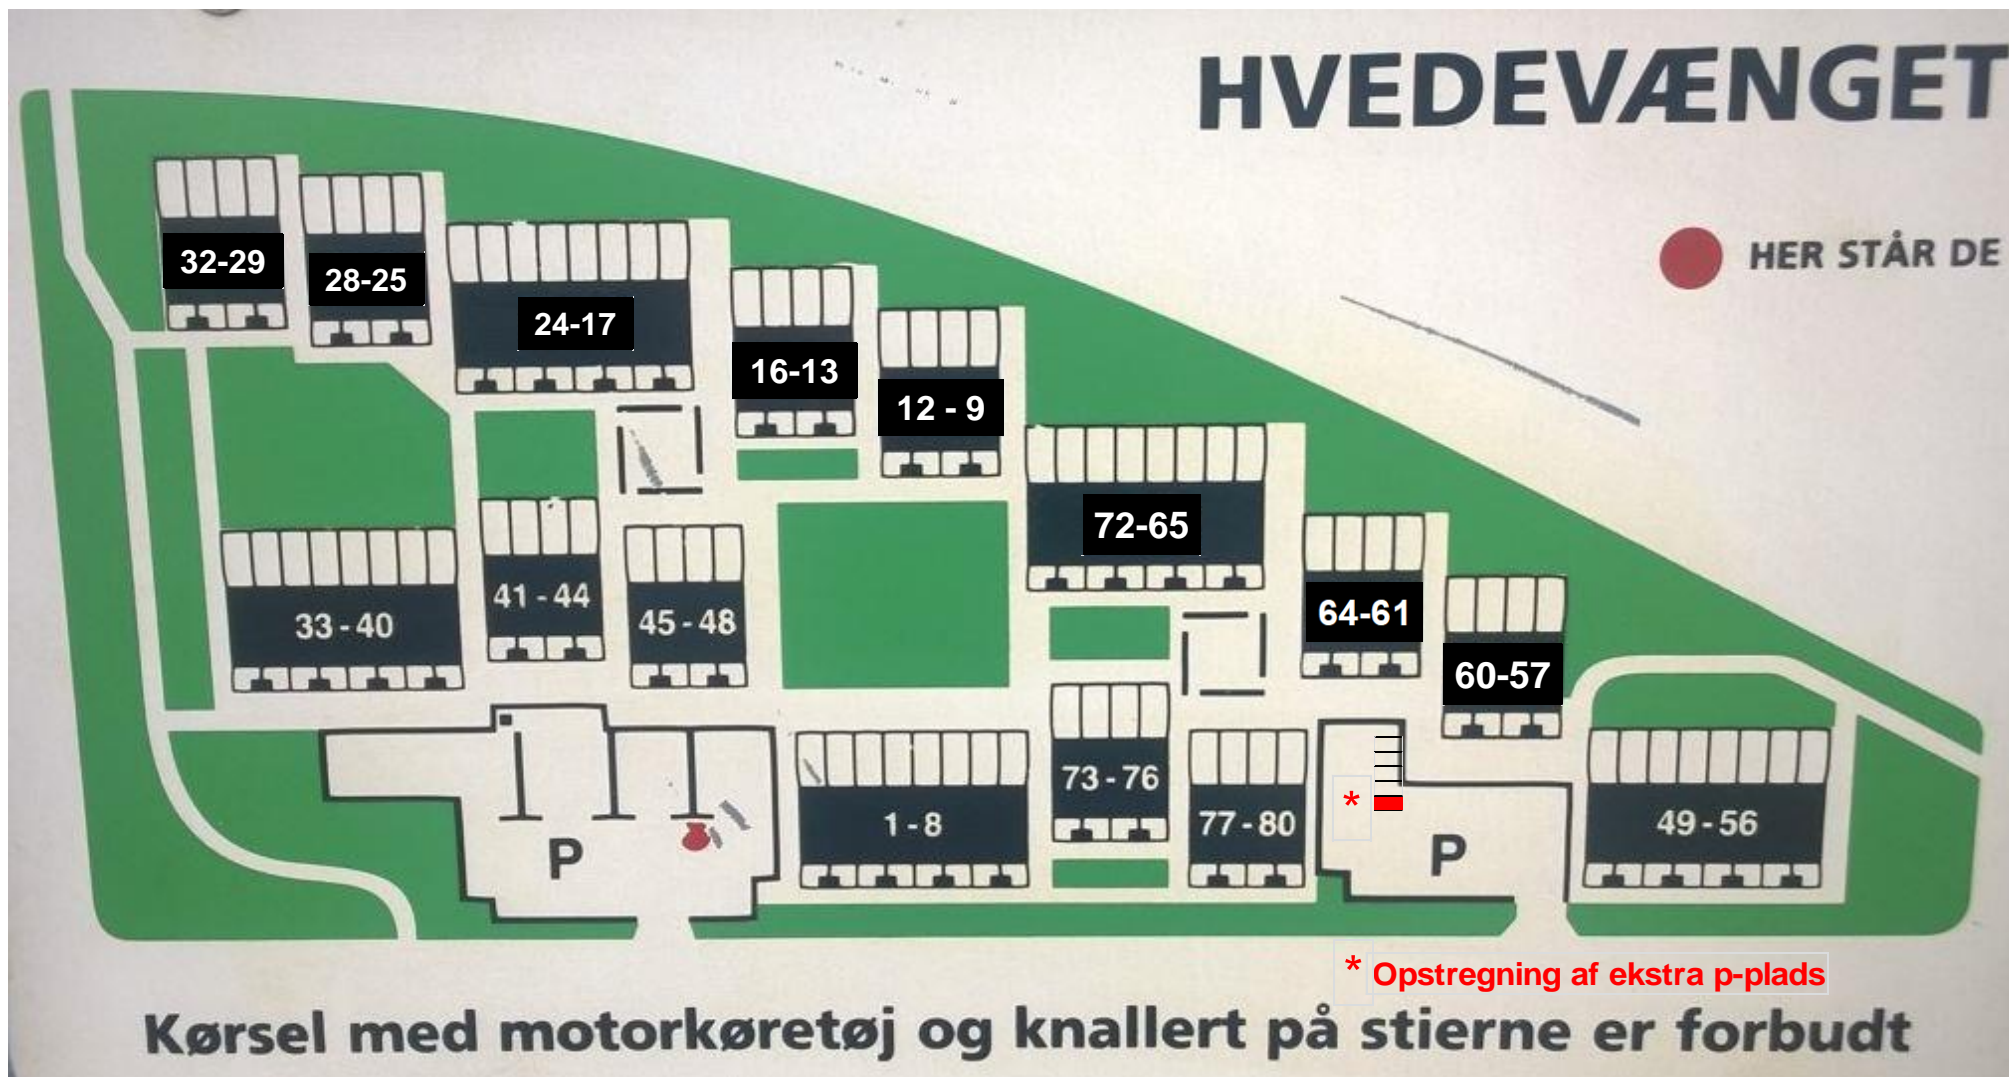 HVEDEVÆNGET
HER STÅR DE
32-29
28-25
24-17
16-13
12 - 9
72-65
64-61
60-57
33 - 40
41 - 44
45 - 48
1 - 8
73 - 76
77 - 80
49 - 56
P
P
*
* Opstregning af ekstra p-plads
Kørsel med motorkøretøj og knallert på stierne er forbudt